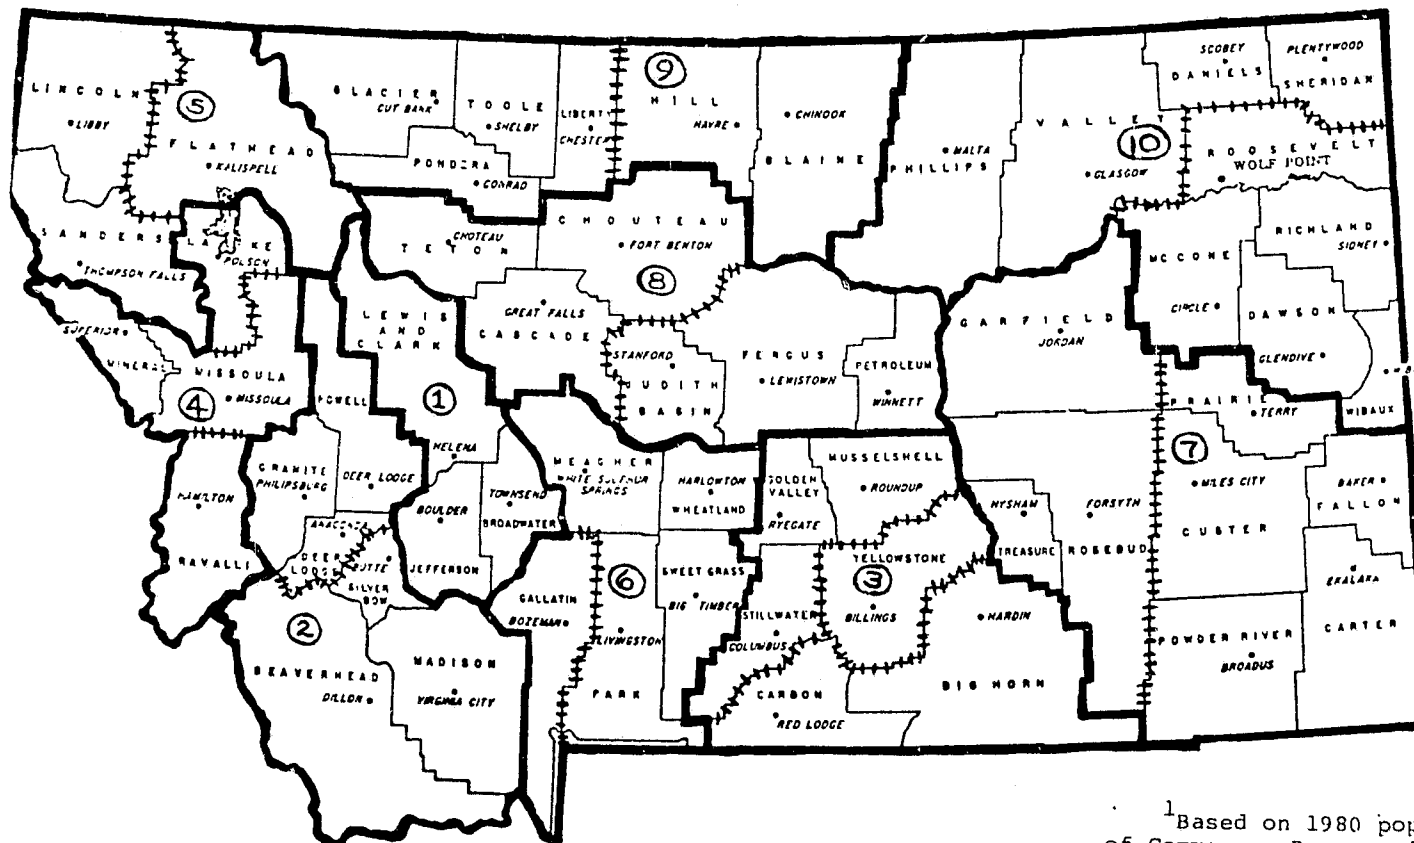 LINCOLN
LIBBY
5
FLATHEAD
KALISPELL
GLACIER
CUT BANK
TOOLE
SHELBY
LIBERTY
CHESTER
PONDERA
CONRAD
9
HILL
HAVRE
CHINOOK
BLAINE
MALTA
PHILLIPS
VALLEY
10
GLASGOW
SCOBEY
DANIELS
PLENTYWOOD
SHERIDAN
ROOSEVELT
WOLF POINT
SANDERS
THOMPSON FALLS
LAKE
POLSON
TETON
CHOTEAU
CHOUTEAU
FORT BENTON
8
RICHLAND
SIDNEY
MCCONE
CIRCLE
DAWSON
GLENDIVE
WIBAUX
SUPERIOR
MINERAL
MISSOULA
MISSOULA
4
POWELL
LEWIS
AND
CLARK
1
HELENA
GREAT FALLS
CASCADE
STANFORD
JUDITH
BASIN
FERGUS
LEWISTOWN
PETROLEUM
WINNETT
GARFIELD
JORDAN
PRAIRIE
TERRY
7
MILES CITY
CUSTER
BAKER
FALLON
GRANITE
PHILIPSBURG
DEER LODGE
HAMILTON
RAVALLI
ANACONDA
DEER
LODGE
BUTTE
SILVER
BOW
BOULDER
JEFFERSON
TOWNSEND
BROADWATER
MEAGHER
WHITE SULPHUR
SPRINGS
HARLOWTON
WHEATLAND
GOLDEN
VALLEY
RYEGATE
MUSSELSHELL
ROUNDUP
HYSHAM
TREASURE
FORSYTH
ROSEBUD
2
BEAVERHEAD
DILLON
MADISON
VIRGINIA CITY
GALLATIN
BOZEMAN
6
LIVINGSTON
PARK
SWEET GRASS
BIG TIMBER
STILLWATER
COLUMBUS
YELLOWSTONE
3
BILLINGS
CARBON
RED LODGE
HARDIN
BIG HORN
POWDER RIVER
BROADUS
EKALAKA
CARTER
1Based on 1980 pop